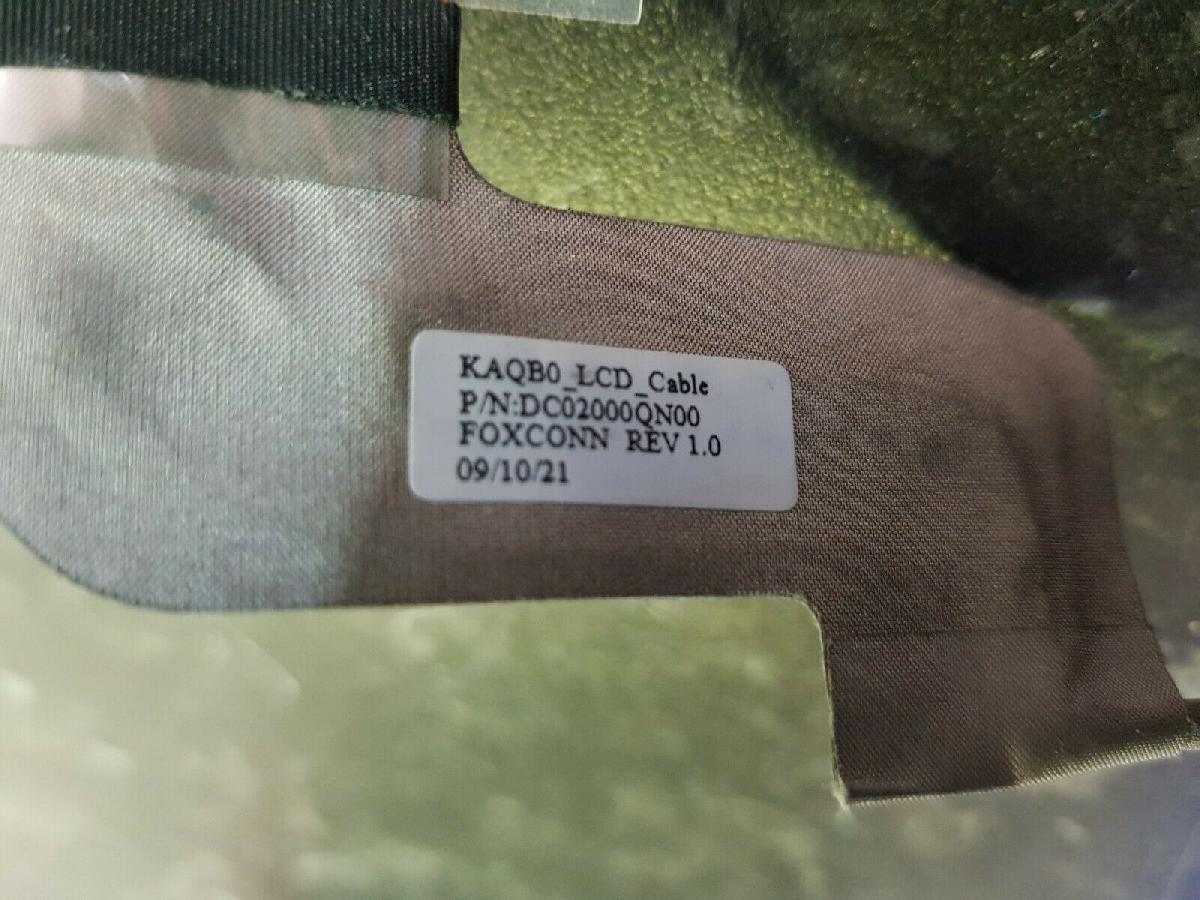 KAQB0_LCD_Cable
P/N:DC02000QN00
FOXCONN REV 1.0
09/10/21